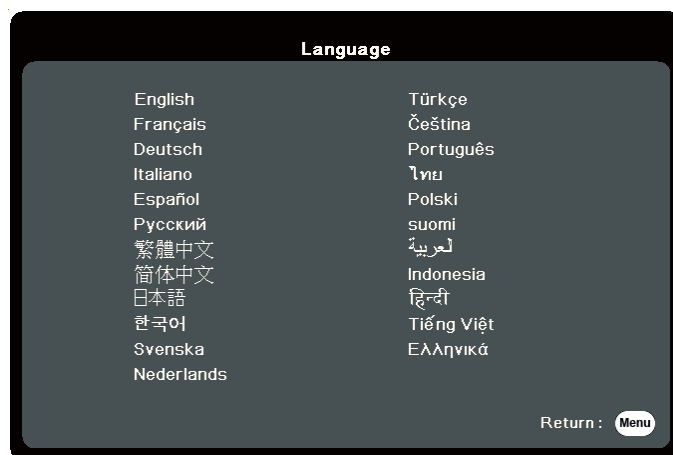 Language
English
Français
Deutsch
Italiano
Español
Русский
繁體中文
简体中文
日本語
한국어
Svenska
Nederlands
Türkçe
Čeština
Português
ไทย
Polski
suomi
لعربية
Indonesia
हिन्दी
Tiếng Việt
Ελληνικά
Return : Menu